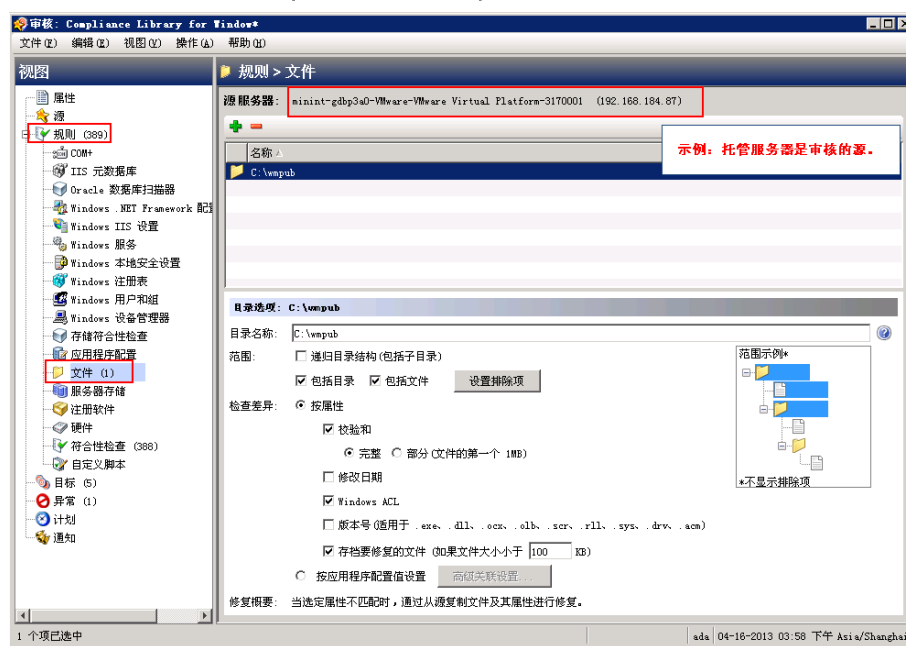 审核: Compliance Library for Window*
文件(F) 编辑(E) 视图(V) 操作(A) 帮助(H)
视图
规则 > 文件
属性
源
规则 (389)
COM+
IIS 元数据库
Oracle 数据库扫描器
Windows .NET Framework 配置
Windows IIS 设置
Windows 服务
Windows 本地安全设置
Windows 注册表
Windows 用户和组
Windows 设备管理器
存储符合性检查
应用程序配置
文件 (1)
服务器存储
注册软件
硬件
符合性检查 (388)
自定义脚本
目标 (5)
异常 (1)
计划
通知
源服务器: minint-gdbp3a0-VMware-VMware Virtual Platform-3170001 (192.168.184.87)
示例: 托管服务器是审核的源。
名称
C:\wmpub
目录选项: C:\wmpub
目录名称: C:\wmpub
范围: 递归目录结构(包括子目录)
包括目录 包括文件 设置排除项
范围示例*
*不显示排除项
检查差异: 按属性
校验和
完整 部分(文件的第一个 1MB)
修改日期
Windows ACL
版本号(适用于 .exe、.dll、.ocx、.olb、.scr、.rll、.sys、.drv、.acm)
存档要修复的文件 (如果文件大小小于 100 KB)
按应用程序配置值设置 高级关联设置...
修复概要: 当选定属性不匹配时,通过从源复制文件及其属性进行修复。
1 个项已选中
ada 04-16-2013 03:58 下午 Asia/Shanghai